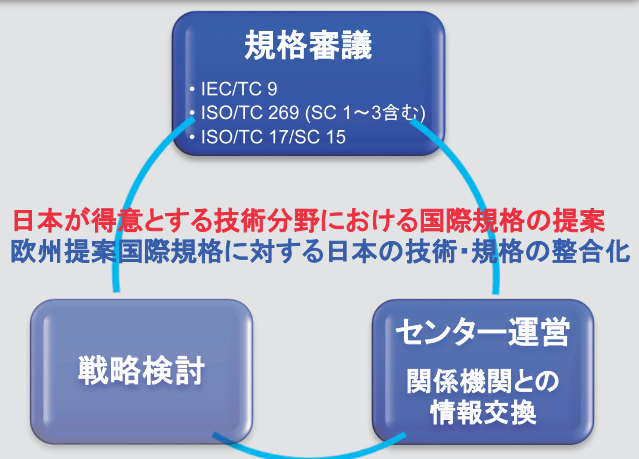 規格審議
• IEC/TC 9
• ISO/TC 269 (SC 1～3含む)
• ISO/TC 17/SC 15
日本が得意とする技術分野における国際規格の提案
欧州提案国際規格に対する日本の技術・規格の整合化
戦略検討
センター運営
関係機関との
情報交換